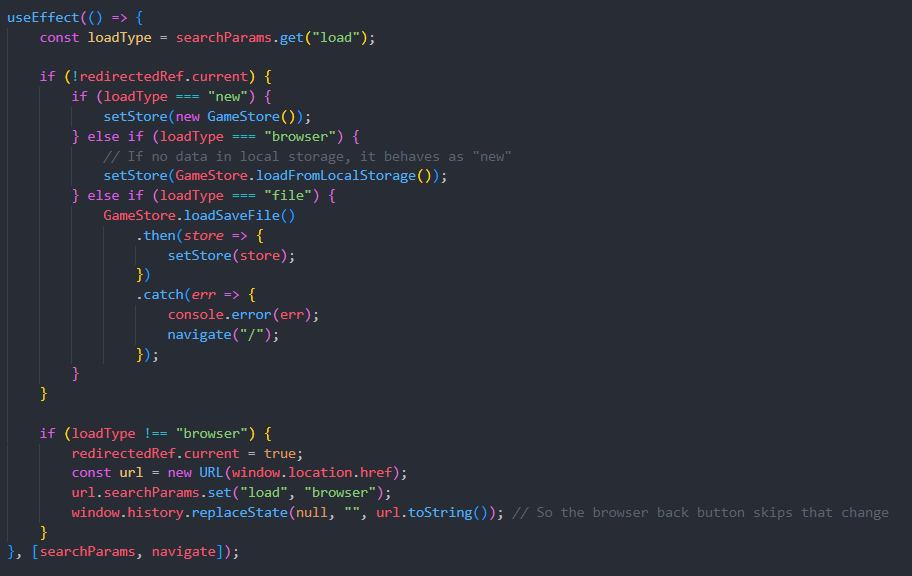 useEffect(() => {
    const loadType = searchParams.get("load");

    if (!redirectedRef.current) {
        if (loadType === "new") {
            setStore(new GameStore());
        } else if (loadType === "browser") {
            // If no data in local storage, it behaves as "new"
            setStore(GameStore.loadFromLocalStorage());
        } else if (loadType === "file") {
            GameStore.loadSaveFile()
                .then(store => {
                    setStore(store);
                })
                .catch(err => {
                    console.error(err);
                    navigate("/");
                });
        }
    }

    if (loadType !== "browser") {
        redirectedRef.current = true;
        const url = new URL(window.location.href);
        url.searchParams.set("load", "browser");
        window.history.replaceState(null, "", url.toString()); // So the browser back button skips that change
    }
}, [searchParams, navigate]);